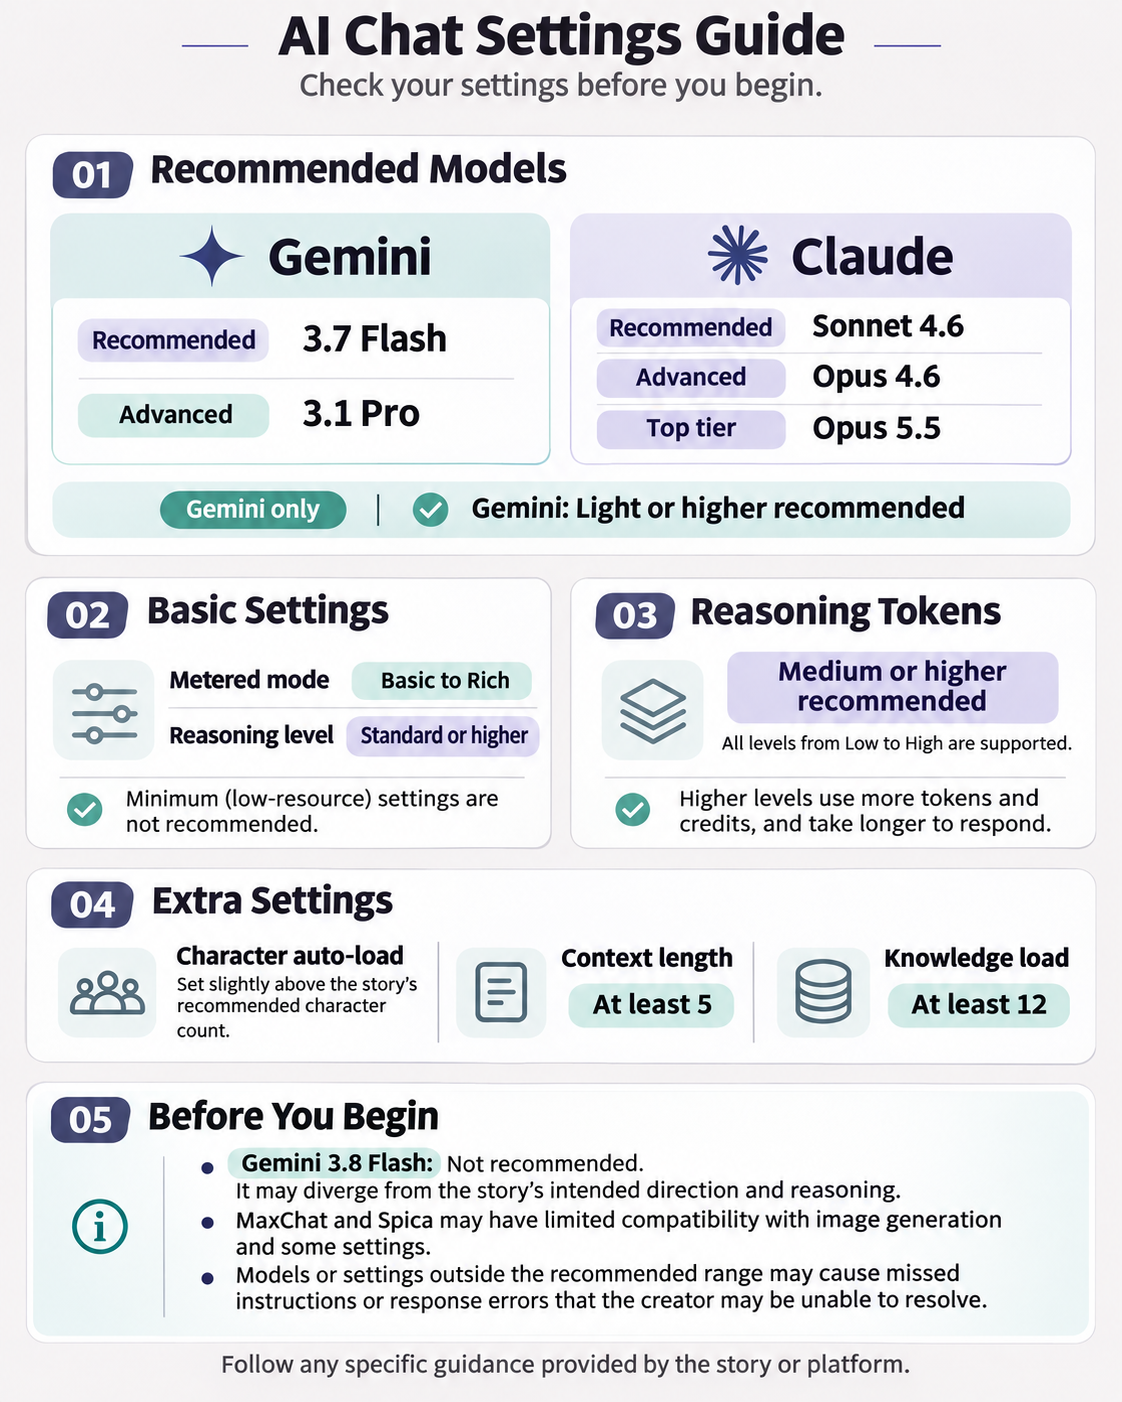 AI Chat Settings Guide
Check your settings before you begin.
01 Recommended Models
Gemini
Recommended 3.7 Flash
Advanced 3.1 Pro
Claude
Recommended Sonnet 4.6
Advanced Opus 4.6
Top tier Opus 5.5
Gemini only Gemini: Light or higher recommended
02 Basic Settings
Metered mode Basic to Rich
Reasoning level Standard or higher
Minimum (low-resource) settings are
not recommended.
03 Reasoning Tokens
Medium or higher
recommended
All levels from Low to High are supported.
Higher levels use more tokens and
credits, and take longer to respond.
04 Extra Settings
Character auto-load
Set slightly above the story's
recommended character
count.
Context length
At least 5
Knowledge load
At least 12
05 Before You Begin
Gemini 3.8 Flash: Not recommended.
It may diverge from the story's intended direction and reasoning.
MaxChat and Spica may have limited compatibility with image generation
and some settings.
Models or settings outside the recommended range may cause missed
instructions or response errors that the creator may be unable to resolve.
Follow any specific guidance provided by the story or platform.